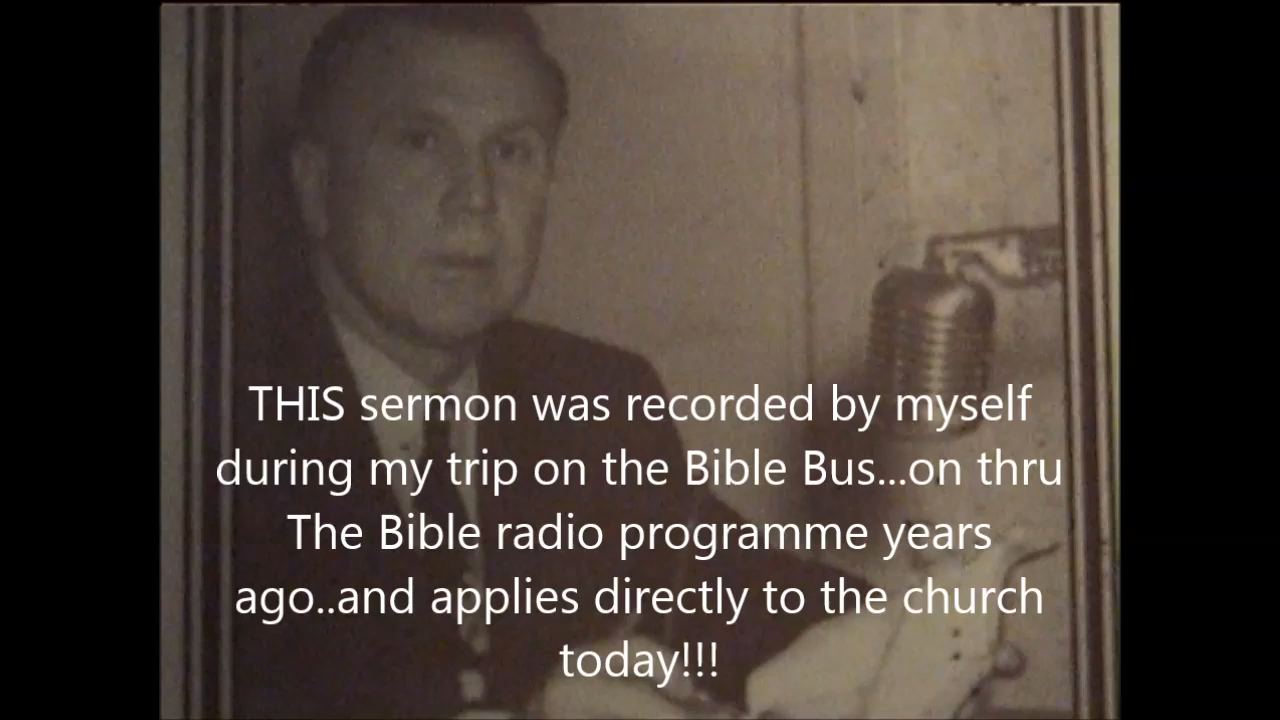 THIS sermon was recorded by myself
during my trip on the Bible Bus...on thru
The Bible radio programme years
ago..and applies directly to the church
today!!!